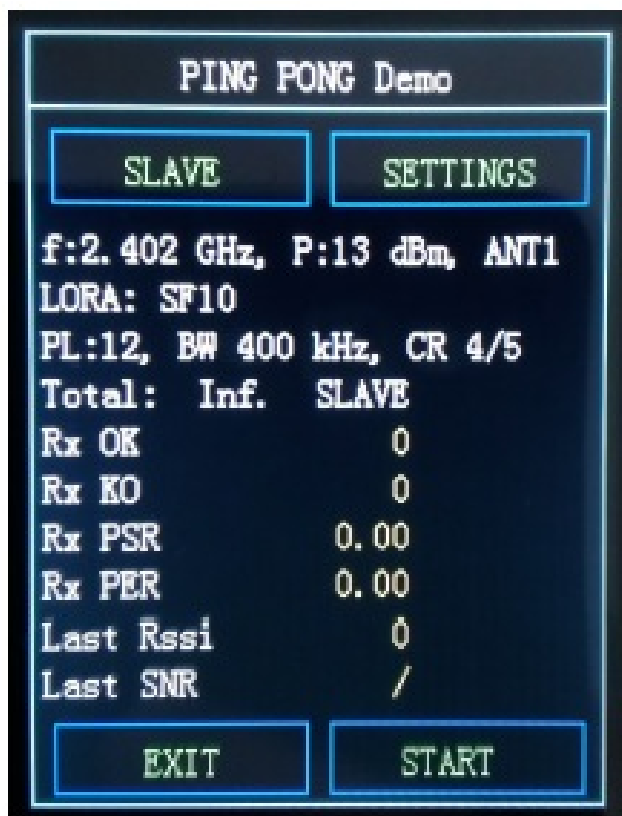 PING PONG Demo
SLAVE SETTINGS
f:2.402 GHz, P:13 dBm, ANT1
LORA: SF10
PL:12, BW 400 kHz, CR 4/5
Total: Inf. SLAVE
Rx OK 0
Rx KO 0
Rx PSR 0.00
Rx PER 0.00
Last Rssi 0
Last SNR /
EXIT START